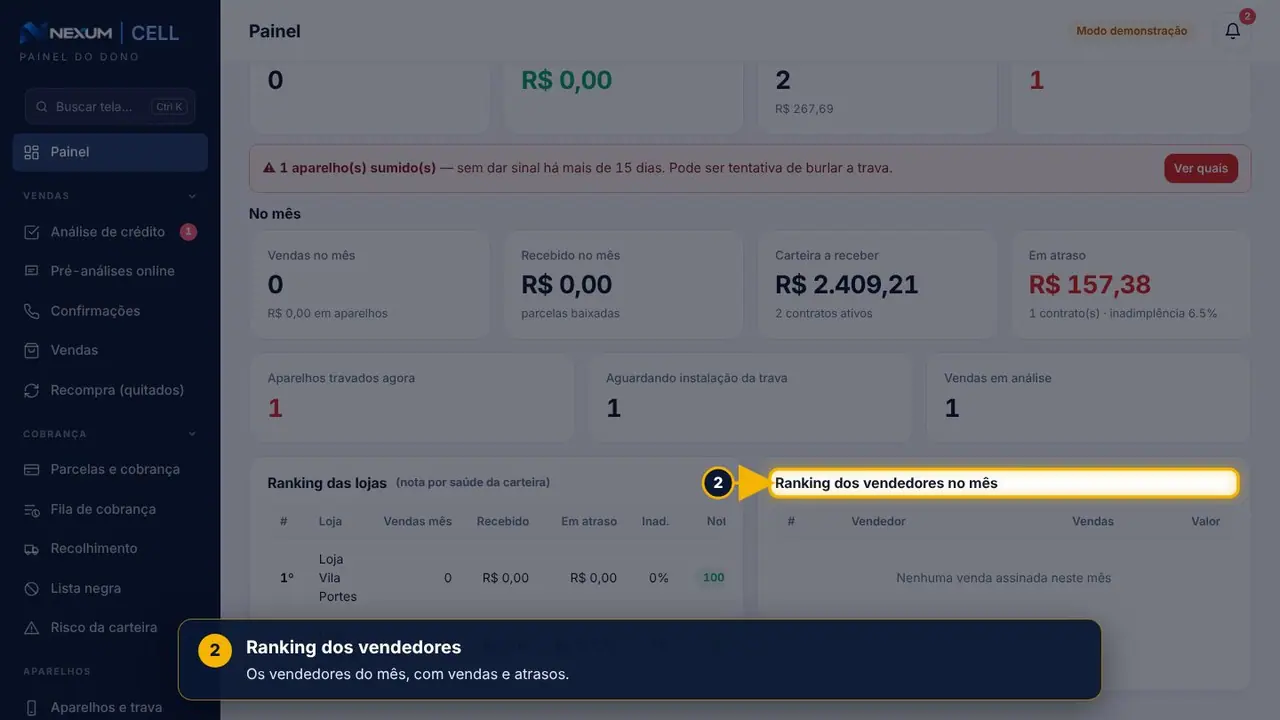 NEXUM | CELL
PAINEL DO DONO
Buscar tela... Ctrl K
Painel
VENDAS
Análise de crédito 1
Pré-análises online
Confirmações
Vendas
Recompra (quitados)
COBRANÇA
Parcelas e cobrança
Fila de cobrança
Recolhimento
Lista negra
Risco da carteira
APARELHOS
Aparelhos e trava
Painel
Modo demonstração
2
0
R$ 0,00
2
R$ 267,69
1
1 aparelho(s) sumido(s) — sem dar sinal há mais de 15 dias. Pode ser tentativa de burlar a trava.
Ver quais
No mês
Vendas no mês
0
R$ 0,00 em aparelhos
Recebido no mês
R$ 0,00
parcelas baixadas
Carteira a receber
R$ 2.409,21
2 contratos ativos
Em atraso
R$ 157,38
1 contrato(s) · inadimplência 6.5%
Aparelhos travados agora
1
Aguardando instalação da trava
1
Vendas em análise
1
Ranking das lojas (nota por saúde da carteira)
# Loja Vendas mês Recebido Em atraso Inad. Not
1º Loja Vila Portes 0 R$ 0,00 R$ 0,00 0% 100
2
Ranking dos vendedores no mês
# Vendedor Vendas Valor
Nenhuma venda assinada neste mês
2
Ranking dos vendedores
Os vendedores do mês, com vendas e atrasos.